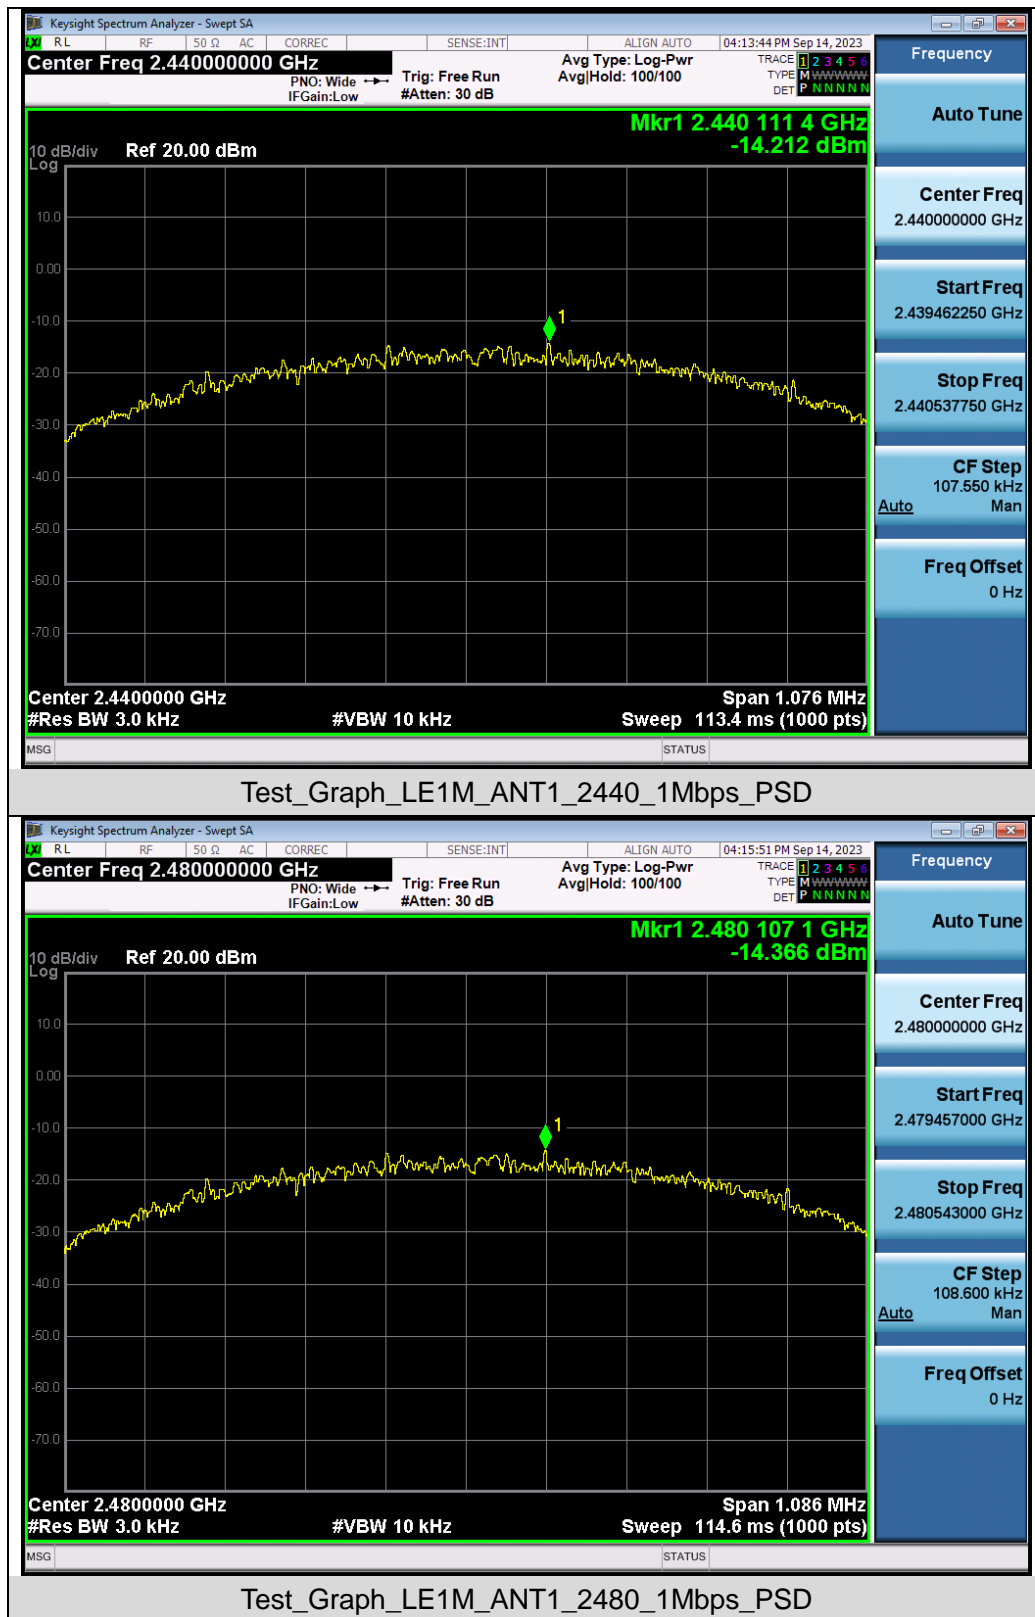 Keysight Spectrum Analyzer - Swept SA
LXI RL RF 50 Ω AC CORREC SENSE:INT ALIGN AUTO 04:13:44 PM Sep 14, 2023
Center Freq 2.440000000 GHz
PNO: Wide
IFGain:Low
Trig: Free Run
#Atten: 30 dB
Avg Type: Log-Pwr
Avg|Hold: 100/100
TRACE 1 2 3 4 5 6
TYPE M WWWWW
DET P N N N N N
Mkr1 2.440 111 4 GHz
-14.212 dBm
10 dB/div Ref 20.00 dBm
Log
10.0
0.00
-10.0
-20.0
-30.0
-40.0
-50.0
-60.0
-70.0
1
Center 2.4400000 GHz Span 1.076 MHz
#Res BW 3.0 kHz #VBW 10 kHz Sweep 113.4 ms (1000 pts)
MSG STATUS
Frequency
Auto Tune
Center Freq
2.440000000 GHz
Start Freq
2.439462250 GHz
Stop Freq
2.440537750 GHz
CF Step
107.550 kHz
Auto Man
Freq Offset
0 Hz
Test_Graph_LE1M_ANT1_2440_1Mbps_PSD
Keysight Spectrum Analyzer - Swept SA
LXI RL RF 50 Ω AC CORREC SENSE:INT ALIGN AUTO 04:15:51 PM Sep 14, 2023
Center Freq 2.480000000 GHz
PNO: Wide
IFGain:Low
Trig: Free Run
#Atten: 30 dB
Avg Type: Log-Pwr
Avg|Hold: 100/100
TRACE 1 2 3 4 5 6
TYPE M WWWWW
DET P N N N N N
Mkr1 2.480 107 1 GHz
-14.366 dBm
10 dB/div Ref 20.00 dBm
Log
10.0
0.00
-10.0
-20.0
-30.0
-40.0
-50.0
-60.0
-70.0
1
Center 2.4800000 GHz Span 1.086 MHz
#Res BW 3.0 kHz #VBW 10 kHz Sweep 114.6 ms (1000 pts)
MSG STATUS
Frequency
Auto Tune
Center Freq
2.480000000 GHz
Start Freq
2.479457000 GHz
Stop Freq
2.480543000 GHz
CF Step
108.600 kHz
Auto Man
Freq Offset
0 Hz
Test_Graph_LE1M_ANT1_2480_1Mbps_PSD